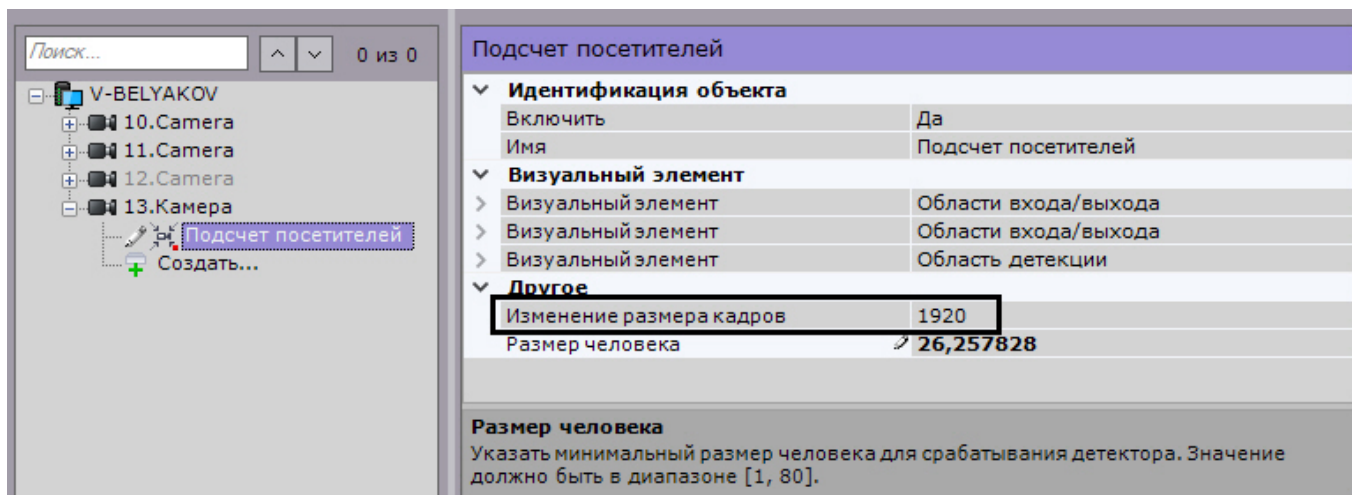 Поиск...
0 из 0
V-BELYAKOV
10.Camera
11.Camera
12.Camera
13.Камера
Подсчет посетителей
Создать...
Подсчет посетителей
Идентификация объекта
Включить Да
Имя Подсчет посетителей
Визуальный элемент
Визуальный элемент Области входа/выхода
Визуальный элемент Области входа/выхода
Визуальный элемент Область детекции
Другое
Изменение размера кадров 1920
Размер человека 26,257828
Размер человека
Указать минимальный размер человека для срабатывания детектора. Значение
должно быть в диапазоне [1, 80].